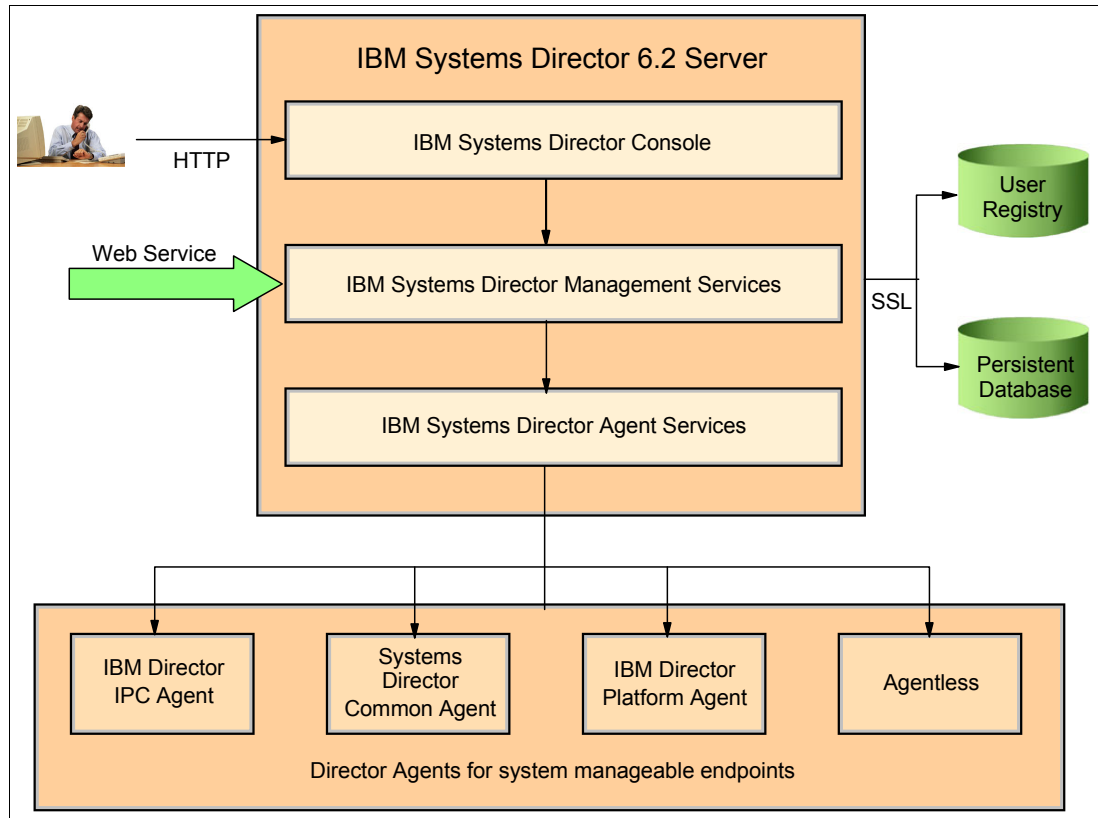 IBM Systems Director 6.2 Server
IBM Systems Director Console
HTTP
User
Registry
Web Service
IBM Systems Director Management Services
SSL
Persistent
Database
IBM Systems Director Agent Services
IBM Director
IPC Agent
Systems
Director
Common Agent
IBM Director
Platform Agent
Agentless
Director Agents for system manageable endpoints